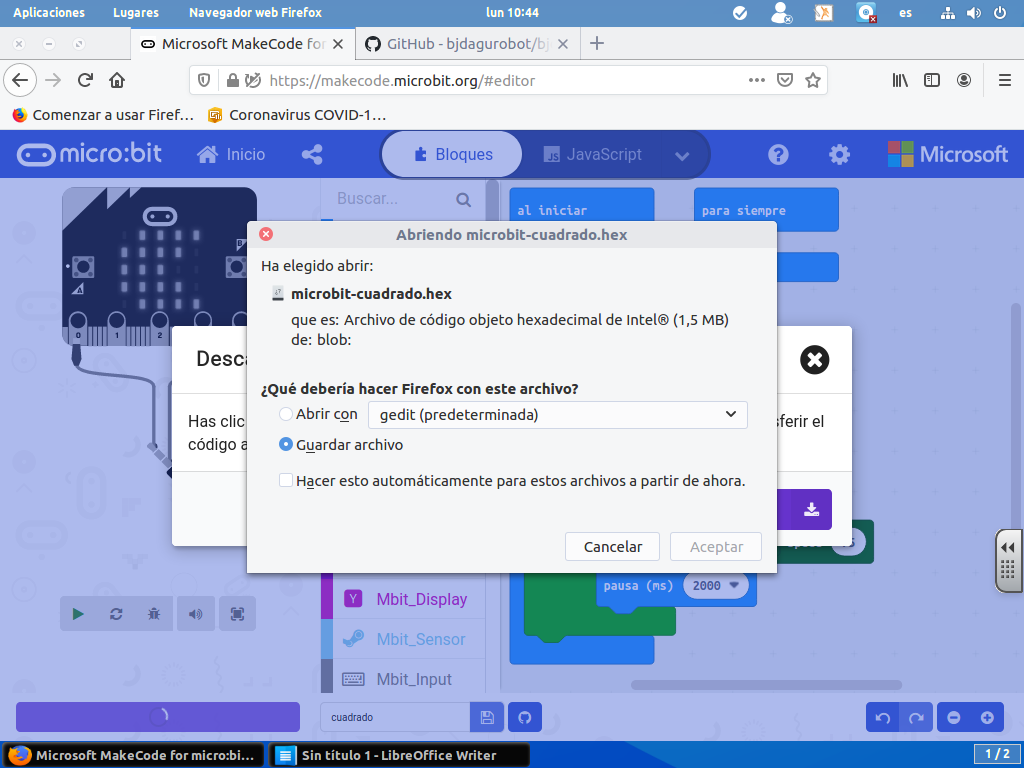 Aplicaciones Lugares Navegador web Firefox lun 10:44 es
Microsoft MakeCode for GitHub - bjdagurobot/bj
https://makecode.microbit.org/#editor
Comenzar a usar Firef... Coronavirus COVID-1...
micro:bit Inicio Bloques JS JavaScript Microsoft
Buscar...
al iniciar para siempre
Abriendo microbit-cuadrado.hex
Ha elegido abrir:
microbit-cuadrado.hex
que es: Archivo de código objeto hexadecimal de Intel® (1,5 MB)
de: blob:
¿Qué debería hacer Firefox con este archivo?
Abrir con gedit (predeterminada)
Guardar archivo
Hacer esto automáticamente para estos archivos a partir de ahora.
Cancelar Aceptar
B
A
0 1 2
Desc
Has clic sferir el
código a
pausa (ms) 2000
Y Mbit_Display
Mbit_Sensor
Mbit_Input
cuadrado
Microsoft MakeCode for micro:bi... Sin título 1 - LibreOffice Writer 1 / 2